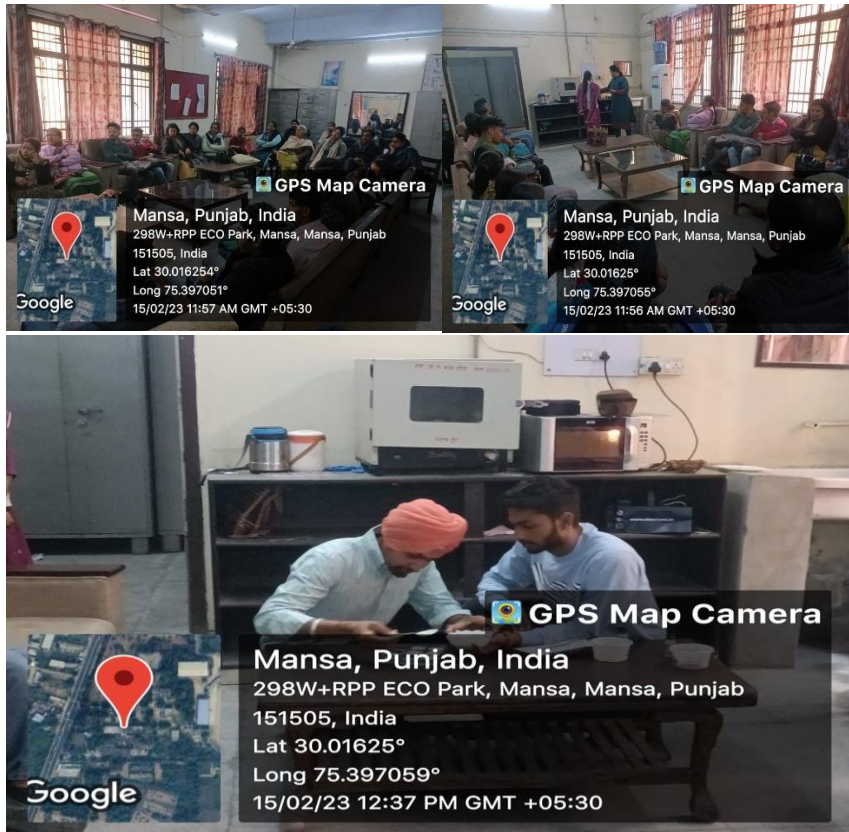 GPS Map Camera
Mansa, Punjab, India
298W+RPP ECO Park, Mansa, Mansa, Punjab
151505, India
Lat 30.016254°
Long 75.397051°
15/02/23 11:57 AM GMT +05:30
Google
GPS Map Camera
Mansa, Punjab, India
298W+RPP ECO Park, Mansa, Mansa, Punjab
151505, India
Lat 30.01625°
Long 75.397055°
15/02/23 11:56 AM GMT +05:30
Google
GPS Map Camera
Mansa, Punjab, India
298W+RPP ECO Park, Mansa, Mansa, Punjab
151505, India
Lat 30.01625°
Long 75.397059°
15/02/23 12:37 PM GMT +05:30
Google